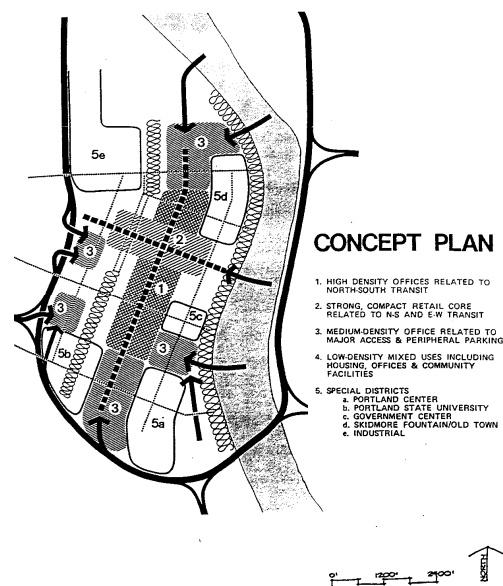 3
5e
3
5d
2
3
1
3
5c
5b
3
3
5a
CONCEPT PLAN
1. HIGH DENSITY OFFICES RELATED TO
NORTH-SOUTH TRANSIT
2. STRONG, COMPACT RETAIL CORE
RELATED TO N-S AND E-W TRANSIT
3. MEDIUM-DENSITY OFFICE RELATED TO
MAJOR ACCESS & PERIPHERAL PARKING
4. LOW-DENSITY MIXED USES INCLUDING
HOUSING, OFFICES & COMMUNITY
FACILITIES
5. SPECIAL DISTRICTS
a. PORTLAND CENTER
b. PORTLAND STATE UNIVERSITY
c. GOVERNMENT CENTER
d. SKIDMORE FOUNTAIN/OLD TOWN
e. INDUSTRIAL
0' 1200' 2400'
NORTH